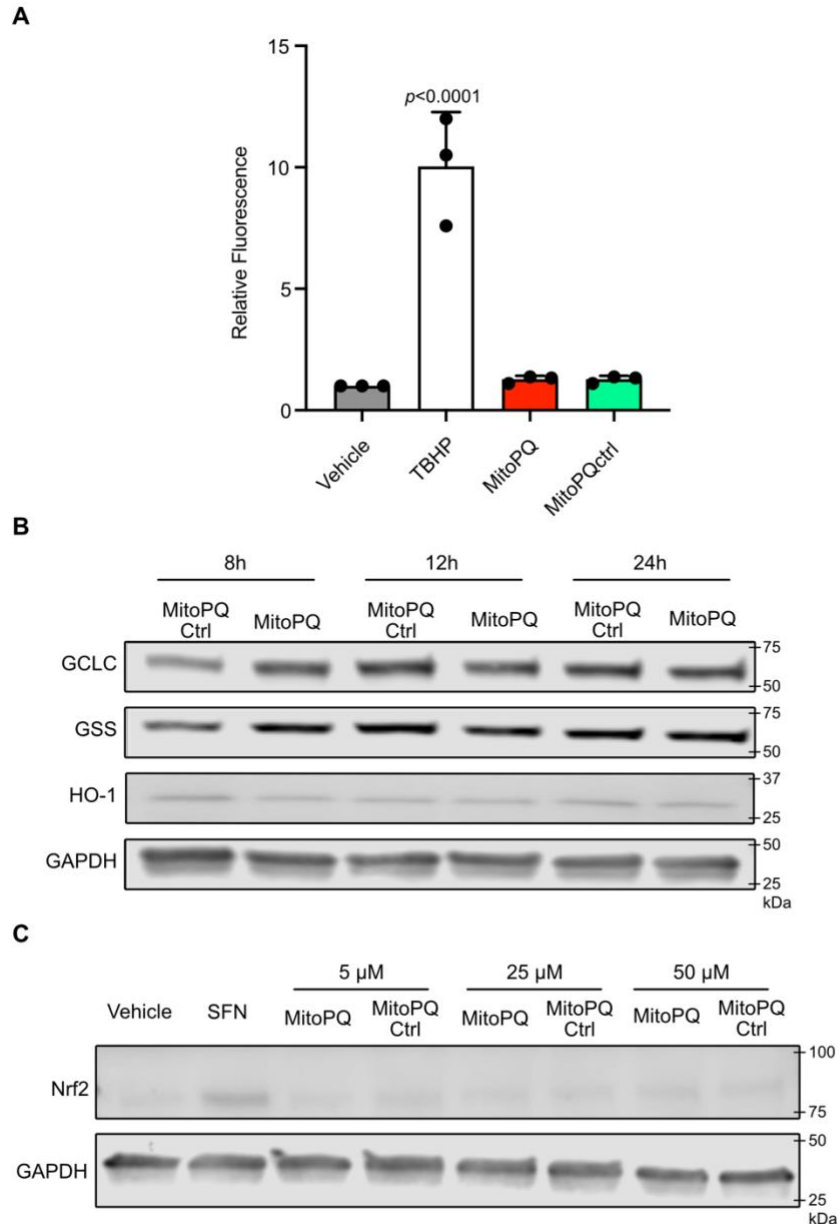 A
15
10
5
0
Relative Fluorescence
p<0.0001
Vehicle
TBHP
MitoPQ
MitoPQctrl
B
8h 12h 24h
MitoPQ Ctrl MitoPQ MitoPQ Ctrl MitoPQ MitoPQ Ctrl MitoPQ
GCLC 75
50
GSS 75
50
HO-1 37
25
GAPDH 50
25
kDa
C
5 µM 25 µM 50 µM
Vehicle SFN MitoPQ MitoPQ Ctrl MitoPQ MitoPQ Ctrl MitoPQ MitoPQ Ctrl
Nrf2 100
75
GAPDH 50
25
kDa